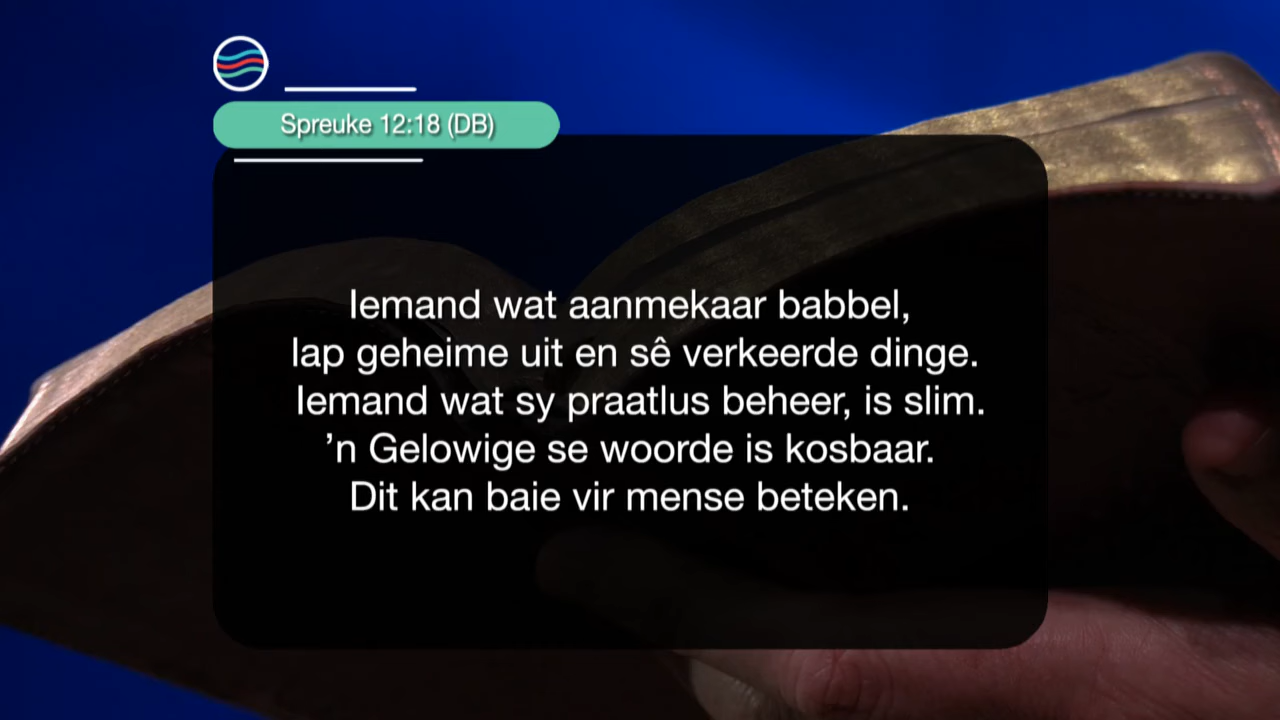 Spreuke 12:18 (DB)
Iemand wat aanmekaar babbel,
lap geheime uit en sê verkeerde dinge.
Iemand wat sy praatlus beheer, is slim.
’n Gelowige se woorde is kosbaar.
Dit kan baie vir mense beteken.